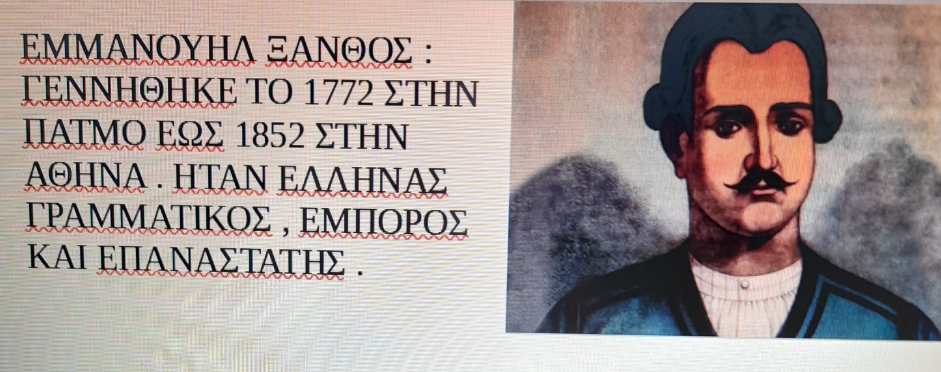 ΕΜΜΑΝΟΥΗΛ ΞΑΝΘΟΣ :
ΓΕΝΝΗΘΗΚΕ ΤΟ 1772 ΣΤΗΝ
ΠΑΤΜΟ ΕΩΣ 1852 ΣΤΗΝ
ΑΘΗΝΑ . ΗΤΑΝ ΕΛΛΗΝΑΣ
ΓΡΑΜΜΑΤΙΚΟΣ , ΕΜΠΟΡΟΣ
ΚΑΙ ΕΠΑΝΑΣΤΑΤΗΣ .